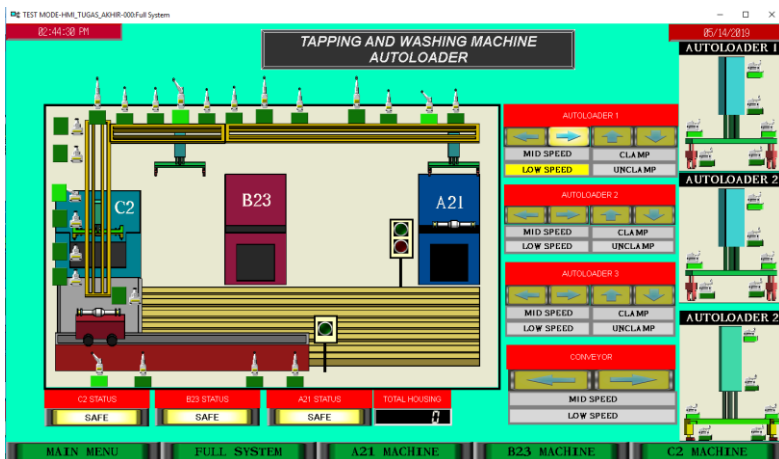 TEST MODE-HMI_TUGAS_AKHIR-000:Full System
02:44:30 PM
TAPPING AND WASHING MACHINE
AUTOLOADER
05/14/2019
AUTOLOADER 1
AUTOLOADER 1
MID SPEED
CLAMP
LOW SPEED
UNCLAMP
AUTOLOADER 2
AUTOLOADER 2
MID SPEED
CLAMP
LOW SPEED
UNCLAMP
AUTOLOADER 3
MID SPEED
CLAMP
LOW SPEED
UNCLAMP
AUTOLOADER 2
CONVEYOR
MID SPEED
LOW SPEED
C2
B23
A21
C2 STATUS
B23 STATUS
A21 STATUS
TOTAL HOUSING
SAFE
SAFE
SAFE
0
MAIN MENU
FULL SYSTEM
A21 MACHINE
B23 MACHINE
C2 MACHINE